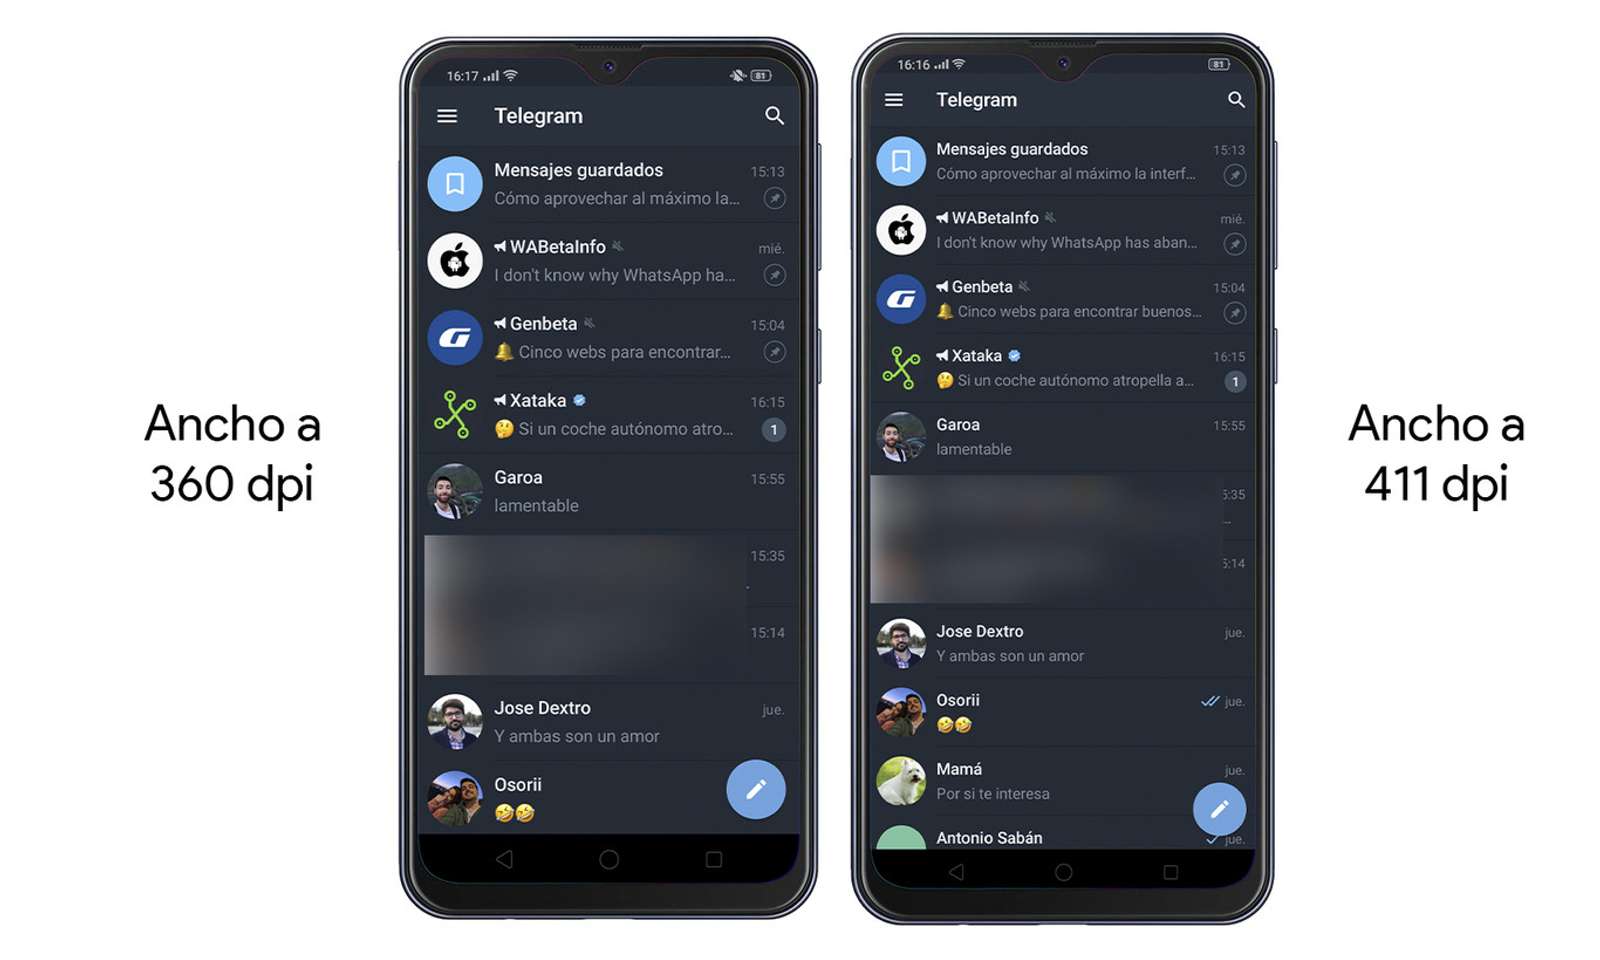 Ancho a
360 dpi
16:17
81
Telegram
Mensajes guardados
15:13
Cómo aprovechar al máximo la...
WABetaInfo
mié.
I don't know why WhatsApp ha...
Genbeta
15:04
🔔 Cinco webs para encontrar...
Xataka
16:15
🤔 Si un coche autónomo atro...
1
Garoa
15:55
lamentable
15:35
15:14
Jose Dextro
jue.
Y ambas son un amor
Osorii
🤣🤣
16:16
81
Telegram
Mensajes guardados
15:13
Cómo aprovechar al máximo la interf...
WABetaInfo
mié.
I don't know why WhatsApp has aban...
Genbeta
15:04
🔔 Cinco webs para encontrar buenos...
Xataka
16:15
🤔 Si un coche autónomo atropella a...
1
Garoa
15:55
lamentable
5:35
5:14
Jose Dextro
jue.
Y ambas son un amor
Osorii
jue.
🤣🤣
Mamá
jue.
Por si te interesa
Antonio Sabán
jue.
Ancho a
411 dpi